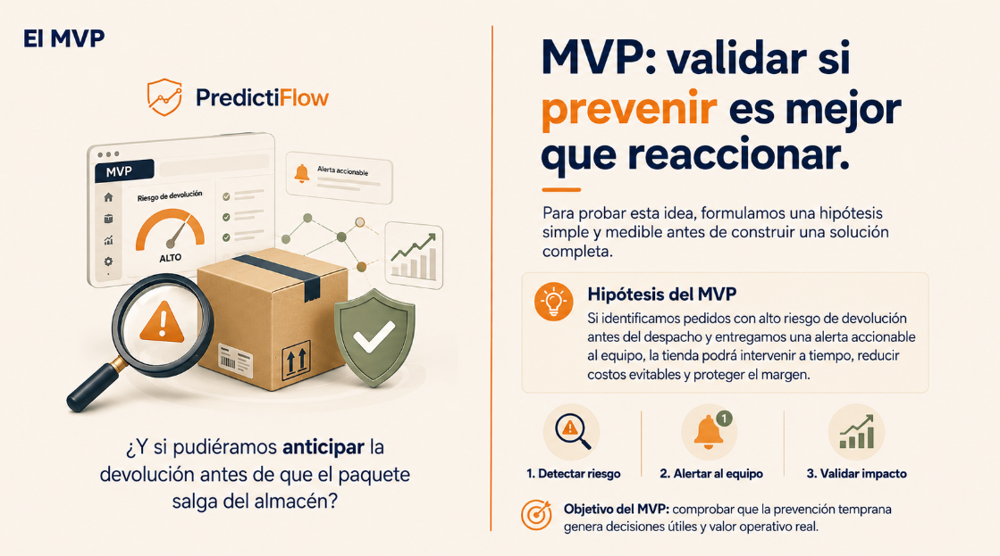 El MVP
PredictiFlow
MVP
Riesgo de devolución
ALTO
Alerta accionable
¿Y si pudiéramos anticipar la
devolución antes de que el paquete
salga del almacén?
MVP: validar si
prevenir es mejor
que reaccionar.
Para probar esta idea, formulamos una hipótesis
simple y medible antes de construir una solución
completa.
Hipótesis del MVP
Si identificamos pedidos con alto riesgo de devolución
antes del despacho y entregamos una alerta accionable
al equipo, la tienda podrá intervenir a tiempo, reducir
costos evitables y proteger el margen.
1
1. Detectar riesgo
2. Alertar al equipo
3. Validar impacto
Objetivo del MVP: comprobar que la prevención temprana
genera decisiones útiles y valor operativo real.